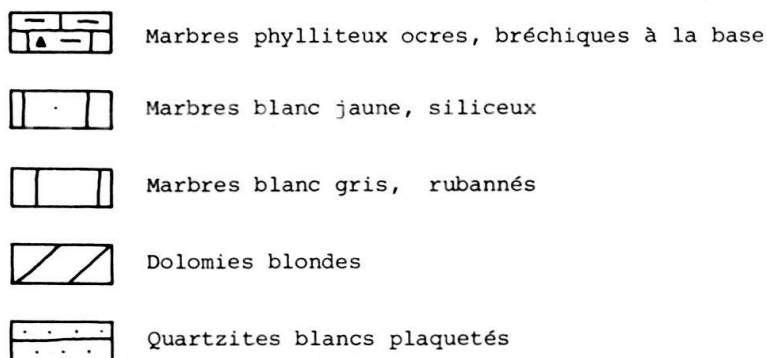 Marbres phylliteux ocres, bréchiques à la base
Marbres blanc jaune, siliceux
Marbres blanc gris, rubannés
Dolomies blondes
Quartzites blancs plaquetés